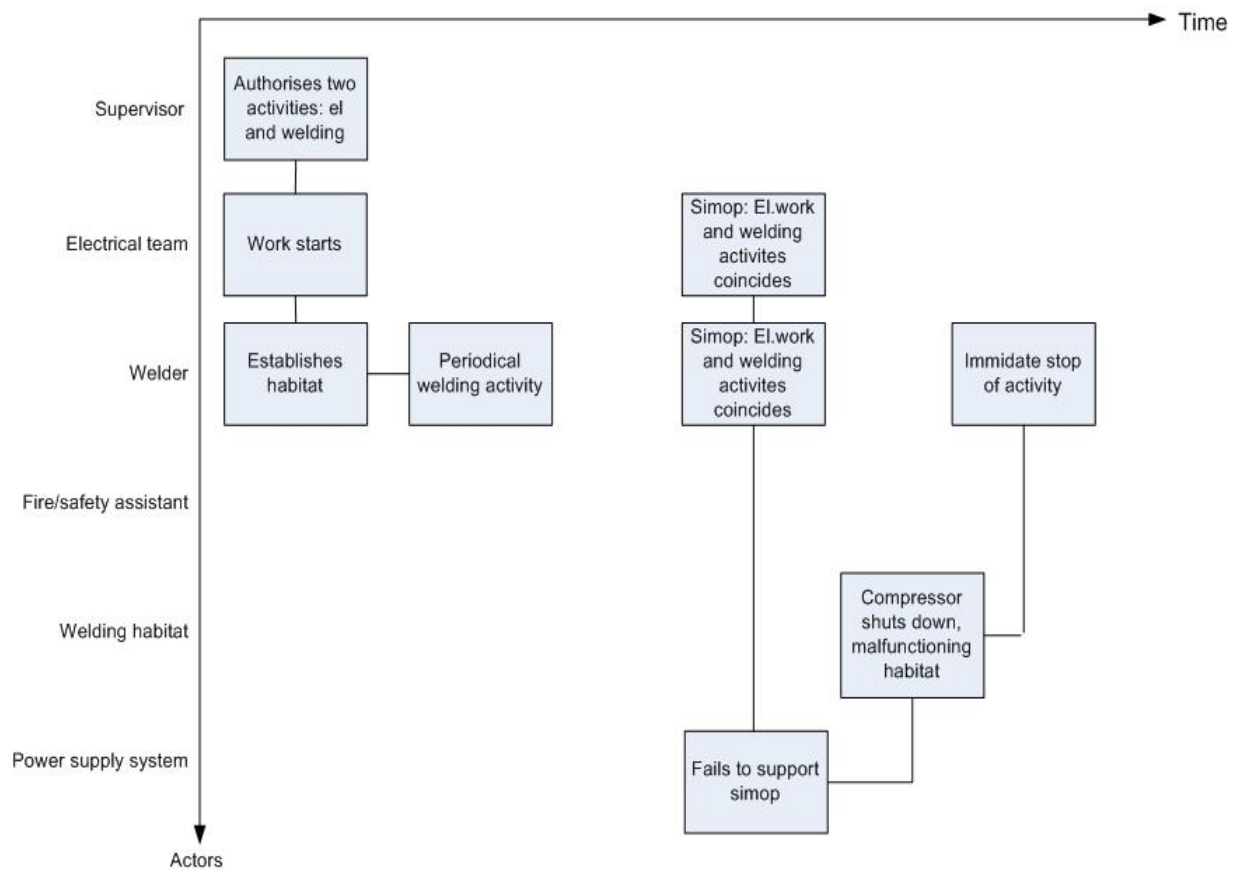 Time
Supervisor
Authorises two
activities: el
and welding
Electrical team
Work starts
Simop: El.work
and welding
activites
coincides
Welder
Establishes
habitat
Periodical
welding activity
Simop: El.work
and welding
activites
coincides
Immidate stop
of activity
Fire/safety assistant
Welding habitat
Compressor
shuts down,
malfunctioning
habitat
Power supply system
Fails to support
simop
Actors